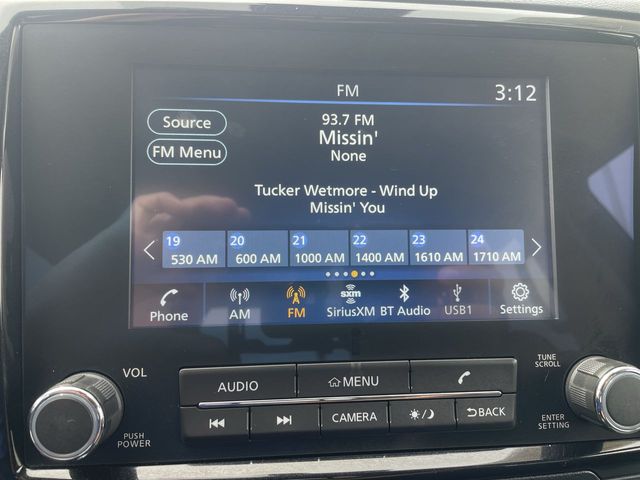 FM 3:12
Source
93.7 FM
Missin'
None
FM Menu
Tucker Wetmore - Wind Up
Missin' You
19 20 21 22 23 24
530 AM 600 AM 1000 AM 1400 AM 1610 AM 1710 AM
Phone AM FM sxm SiriusXM BT Audio USB1 Settings
VOL
PUSH POWER
AUDIO MENU
CAMERA BACK
TUNE SCROLL
ENTER SETTING